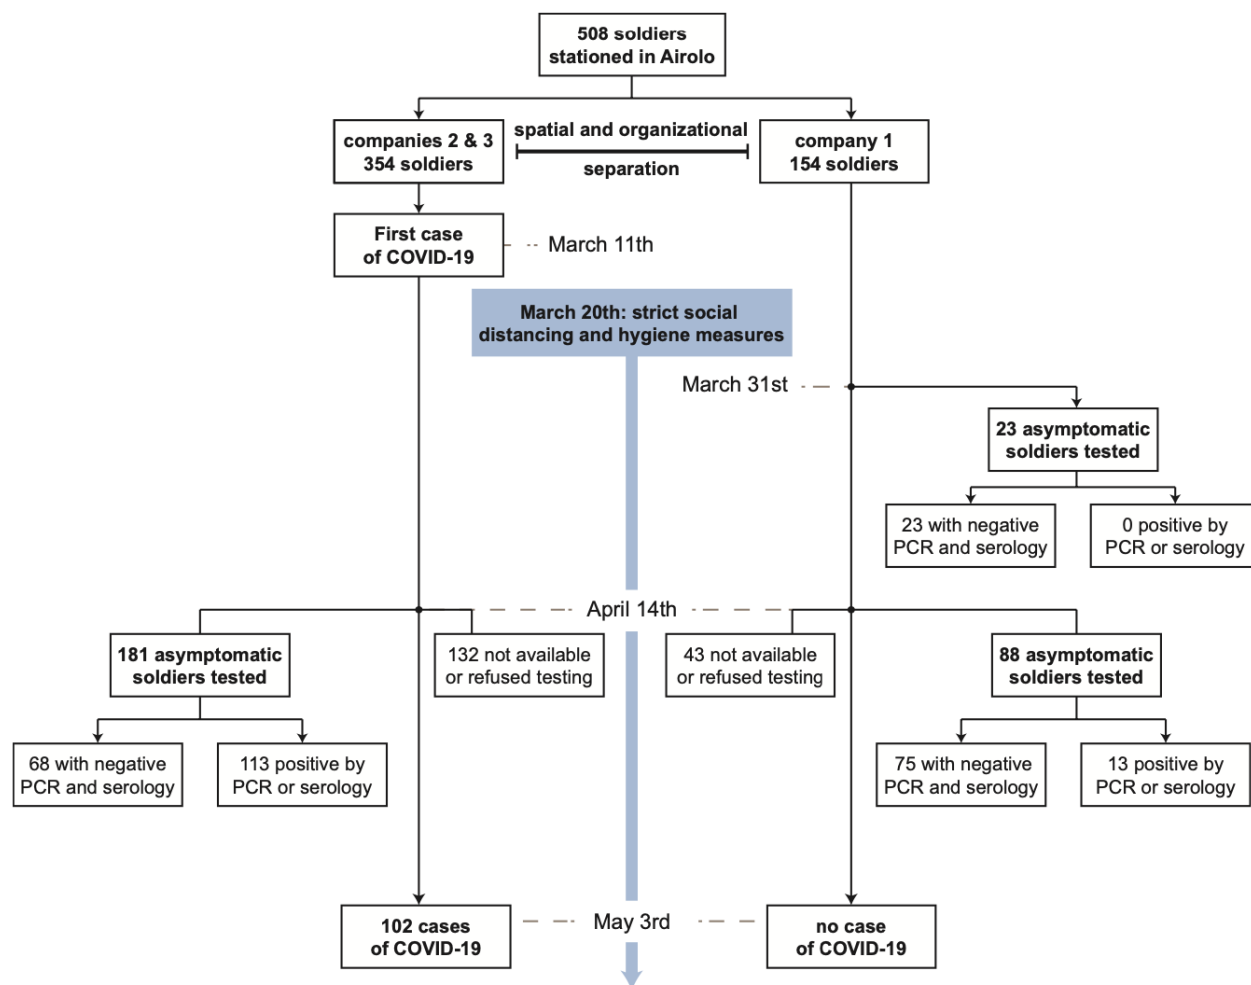 508 soldiers
stationed in Airolo
companies 2 & 3
354 soldiers
spatial and organizational
separation
company 1
154 soldiers
First case
of COVID-19
March 11th
March 20th: strict social
distancing and hygiene measures
March 31st
23 asymptomatic
soldiers tested
23 with negative
PCR and serology
0 positive by
PCR or serology
April 14th
181 asymptomatic
soldiers tested
132 not available
or refused testing
43 not available
or refused testing
88 asymptomatic
soldiers tested
68 with negative
PCR and serology
113 positive by
PCR or serology
75 with negative
PCR and serology
13 positive by
PCR or serology
102 cases
of COVID-19
May 3rd
no case
of COVID-19